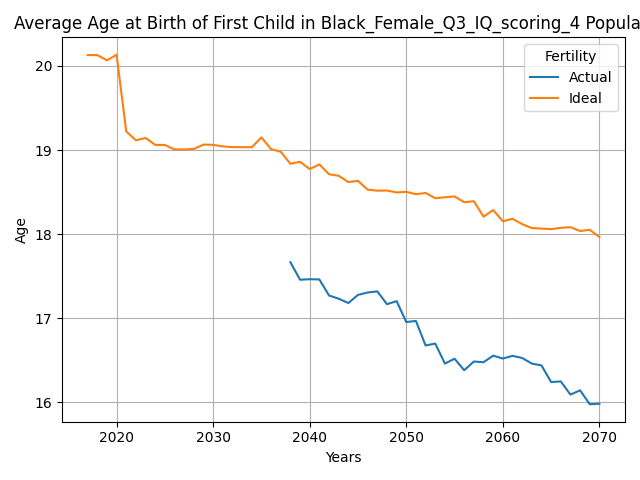 Average Age at Birth of First Child in Black_Female_Q3_IQ_scoring_4 Popula
Fertility
Actual
Ideal
Age
20
19
18
17
16
2020 2030 2040 2050 2060 2070
Years